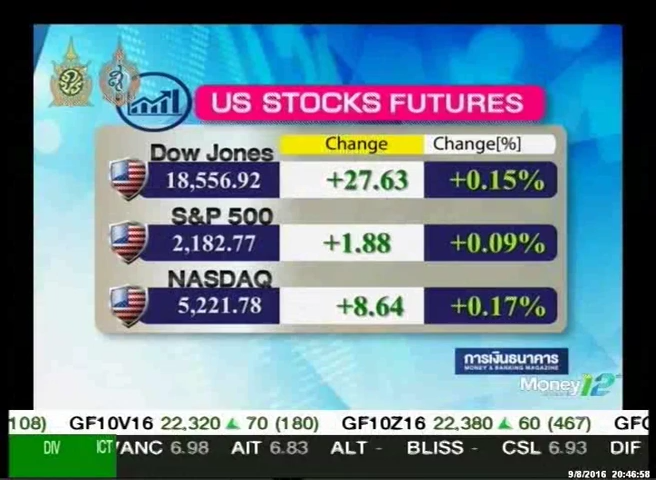 US STOCKS FUTURES
Change Change[%]
Dow Jones
18,556.92 +27.63 +0.15%
S&P 500
2,182.77 +1.88 +0.09%
NASDAQ
5,221.78 +8.64 +0.17%
การเงินธนาคาร
MONEY & BANKING MAGAZINE
Money 12
108) GF10V16 22,320 ▲ 70 (180) GF10Z16 22,380 ▲ 60 (467) GF
DIV ICT VANC 6.98 AIT 6.83 ALT - BLISS - CSL 6.93 DIF
9/8/2016 20:46:58